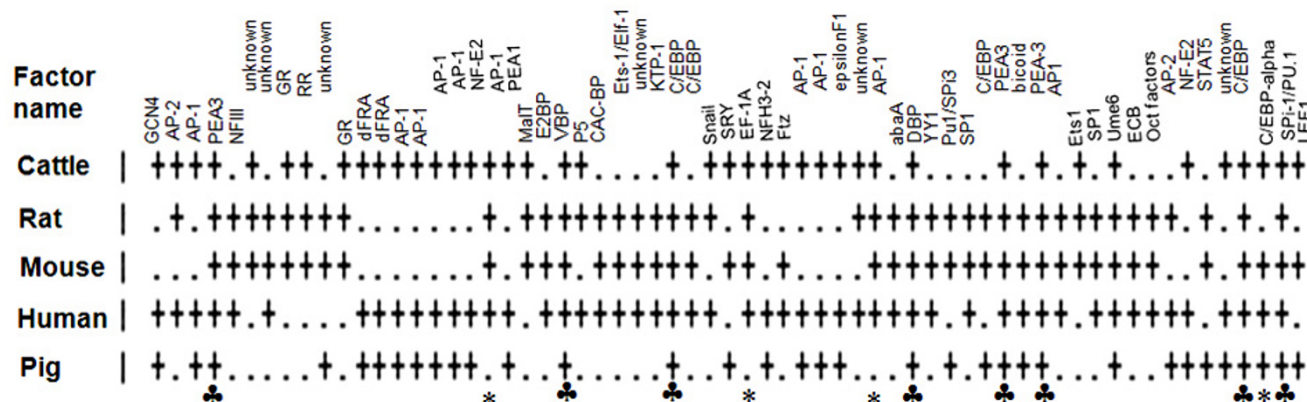 Factor
name
GCN4
AP-2
AP-1
PEA3
NFIII
unknown
unknown
GR
RR
unknown
GR
dFRA
dFRA
AP-1
AP-1
AP-1
AP-1
NF-E2
AP-1
PEA1
MalT
E2BP
VBP
P5
CAC-BP
Ets-1/Elf-1
unknown
KTP-1
C/EBP
C/EBP
Snail
SRY
EF-1A
NFH3-2
Ftz
AP-1
AP-1
epsilonF1
unknown
AP-1
abaA
DBP
YY1
Pu1/SPi3
SP1
C/EBP
PEA3
bicoid
PEA-3
AP1
Ets1
SP1
Ume6
ECB
Oct factors
AP-2
NF-E2
STAT5
unknown
C/EBP
C/EBP-alpha
SPi-1/PU.1
LEF1
Cattle
Rat
Mouse
Human
Pig